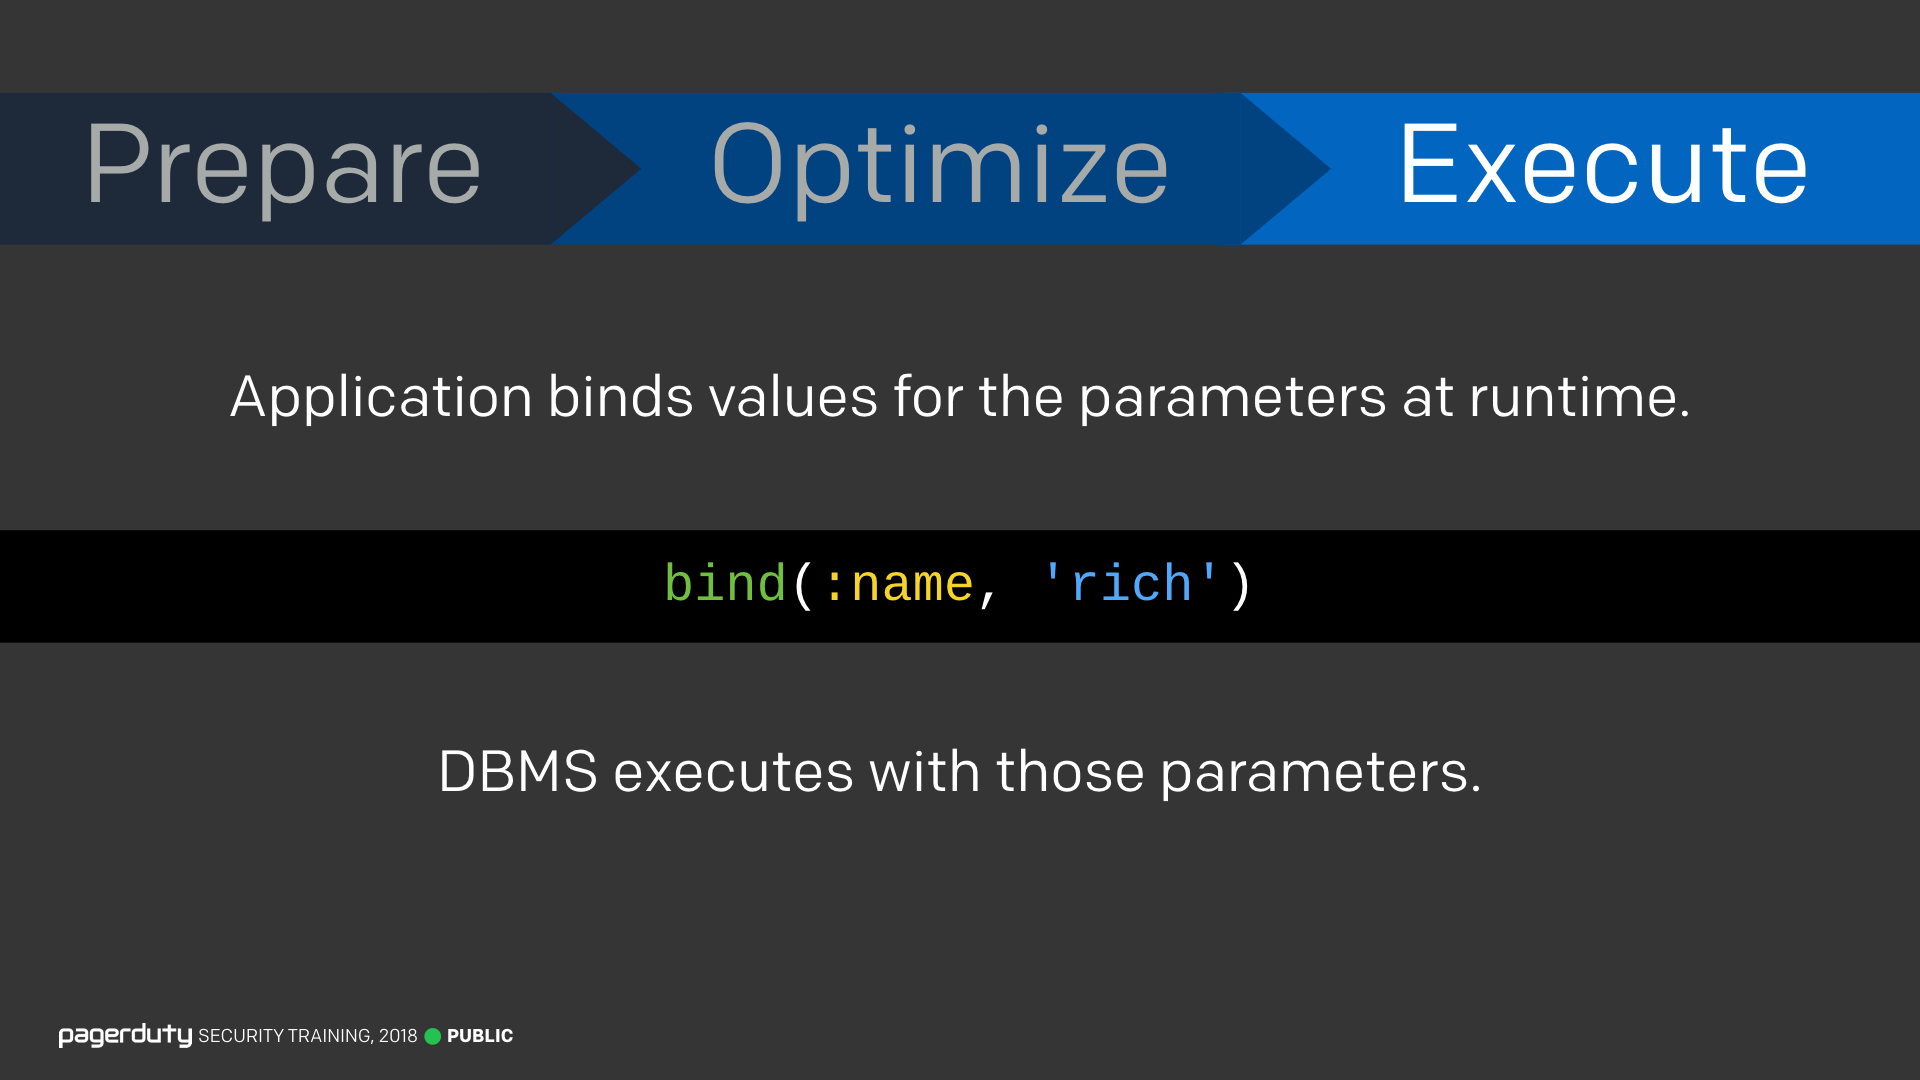 Prepare Optimize Execute
Application binds values for the parameters at runtime.
bind(:name, 'rich')
DBMS executes with those parameters.
pagerduty SECURITY TRAINING, 2018 PUBLIC